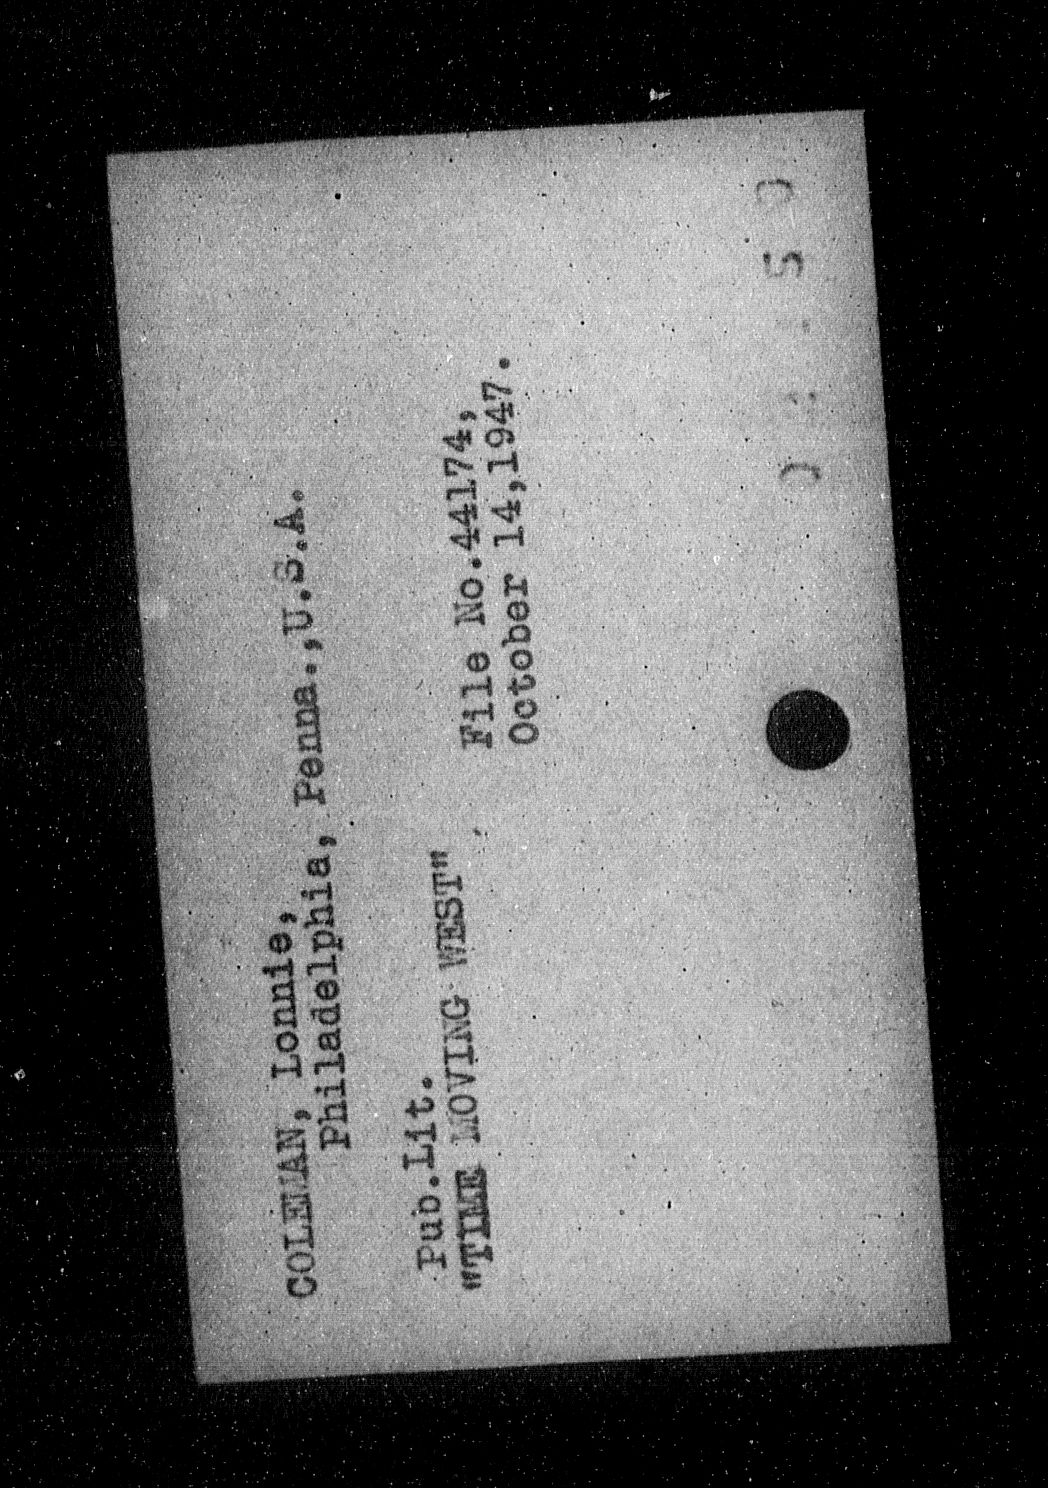 COLEMAN, Lonnie,
Philadelphia, Penna.,U.S.A.
Pub.Lit.
"TIME MOVING WEST"
File No.44174,
October 14,1947.